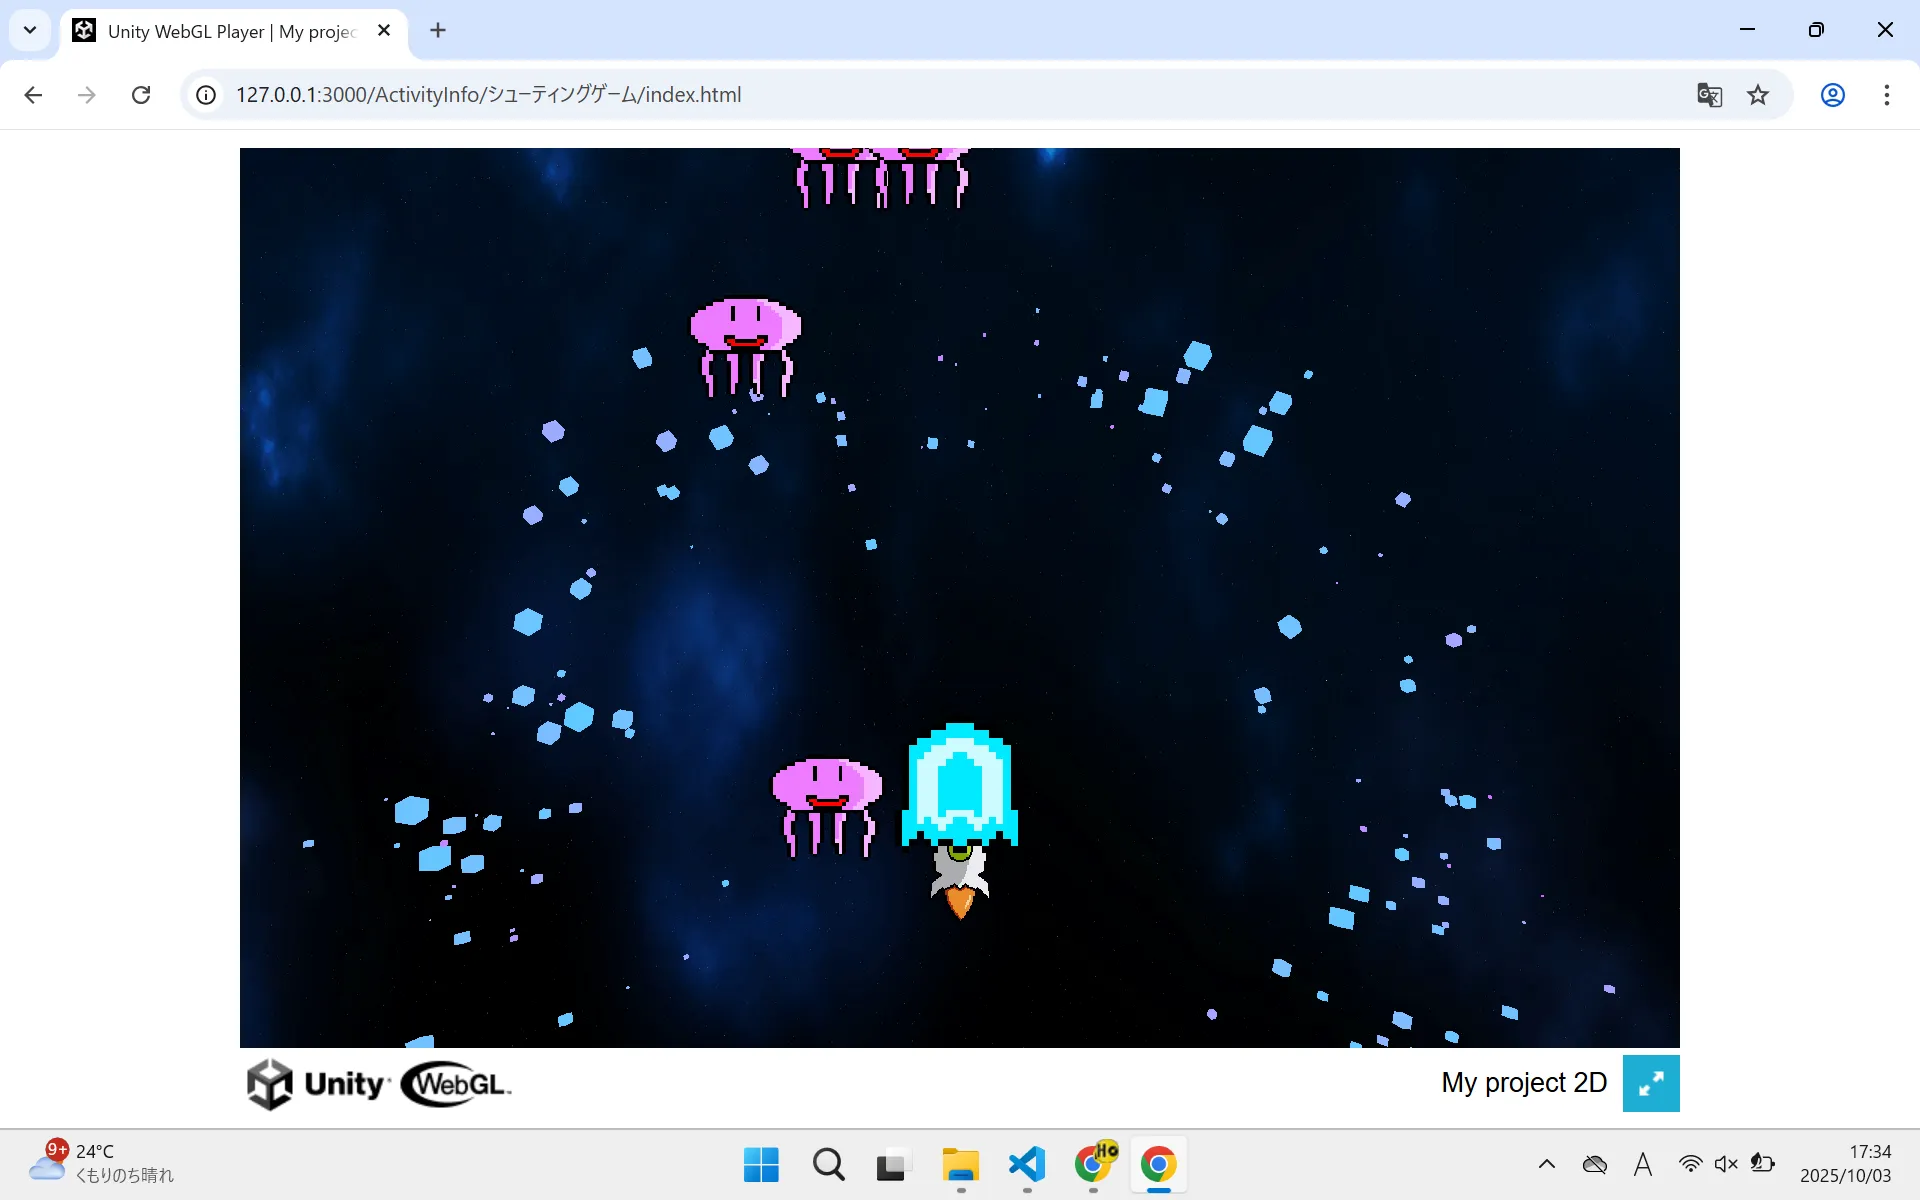 Unity WebGL Player | My projec
127.0.0.1:3000/ActivityInfo/シューティングゲーム/index.html
Unity WebGL
My project 2D
9+
24°C
くもりのち晴れ
Ho
A
17:34
2025/10/03